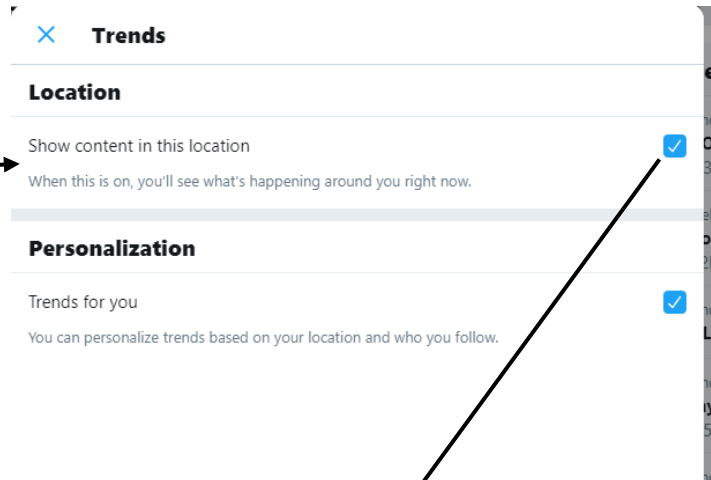 Trends
Location
Show content in this location
When this is on, you'll see what's happening around you right now.
Personalization
Trends for you
You can personalize trends based on your location and who you follow.